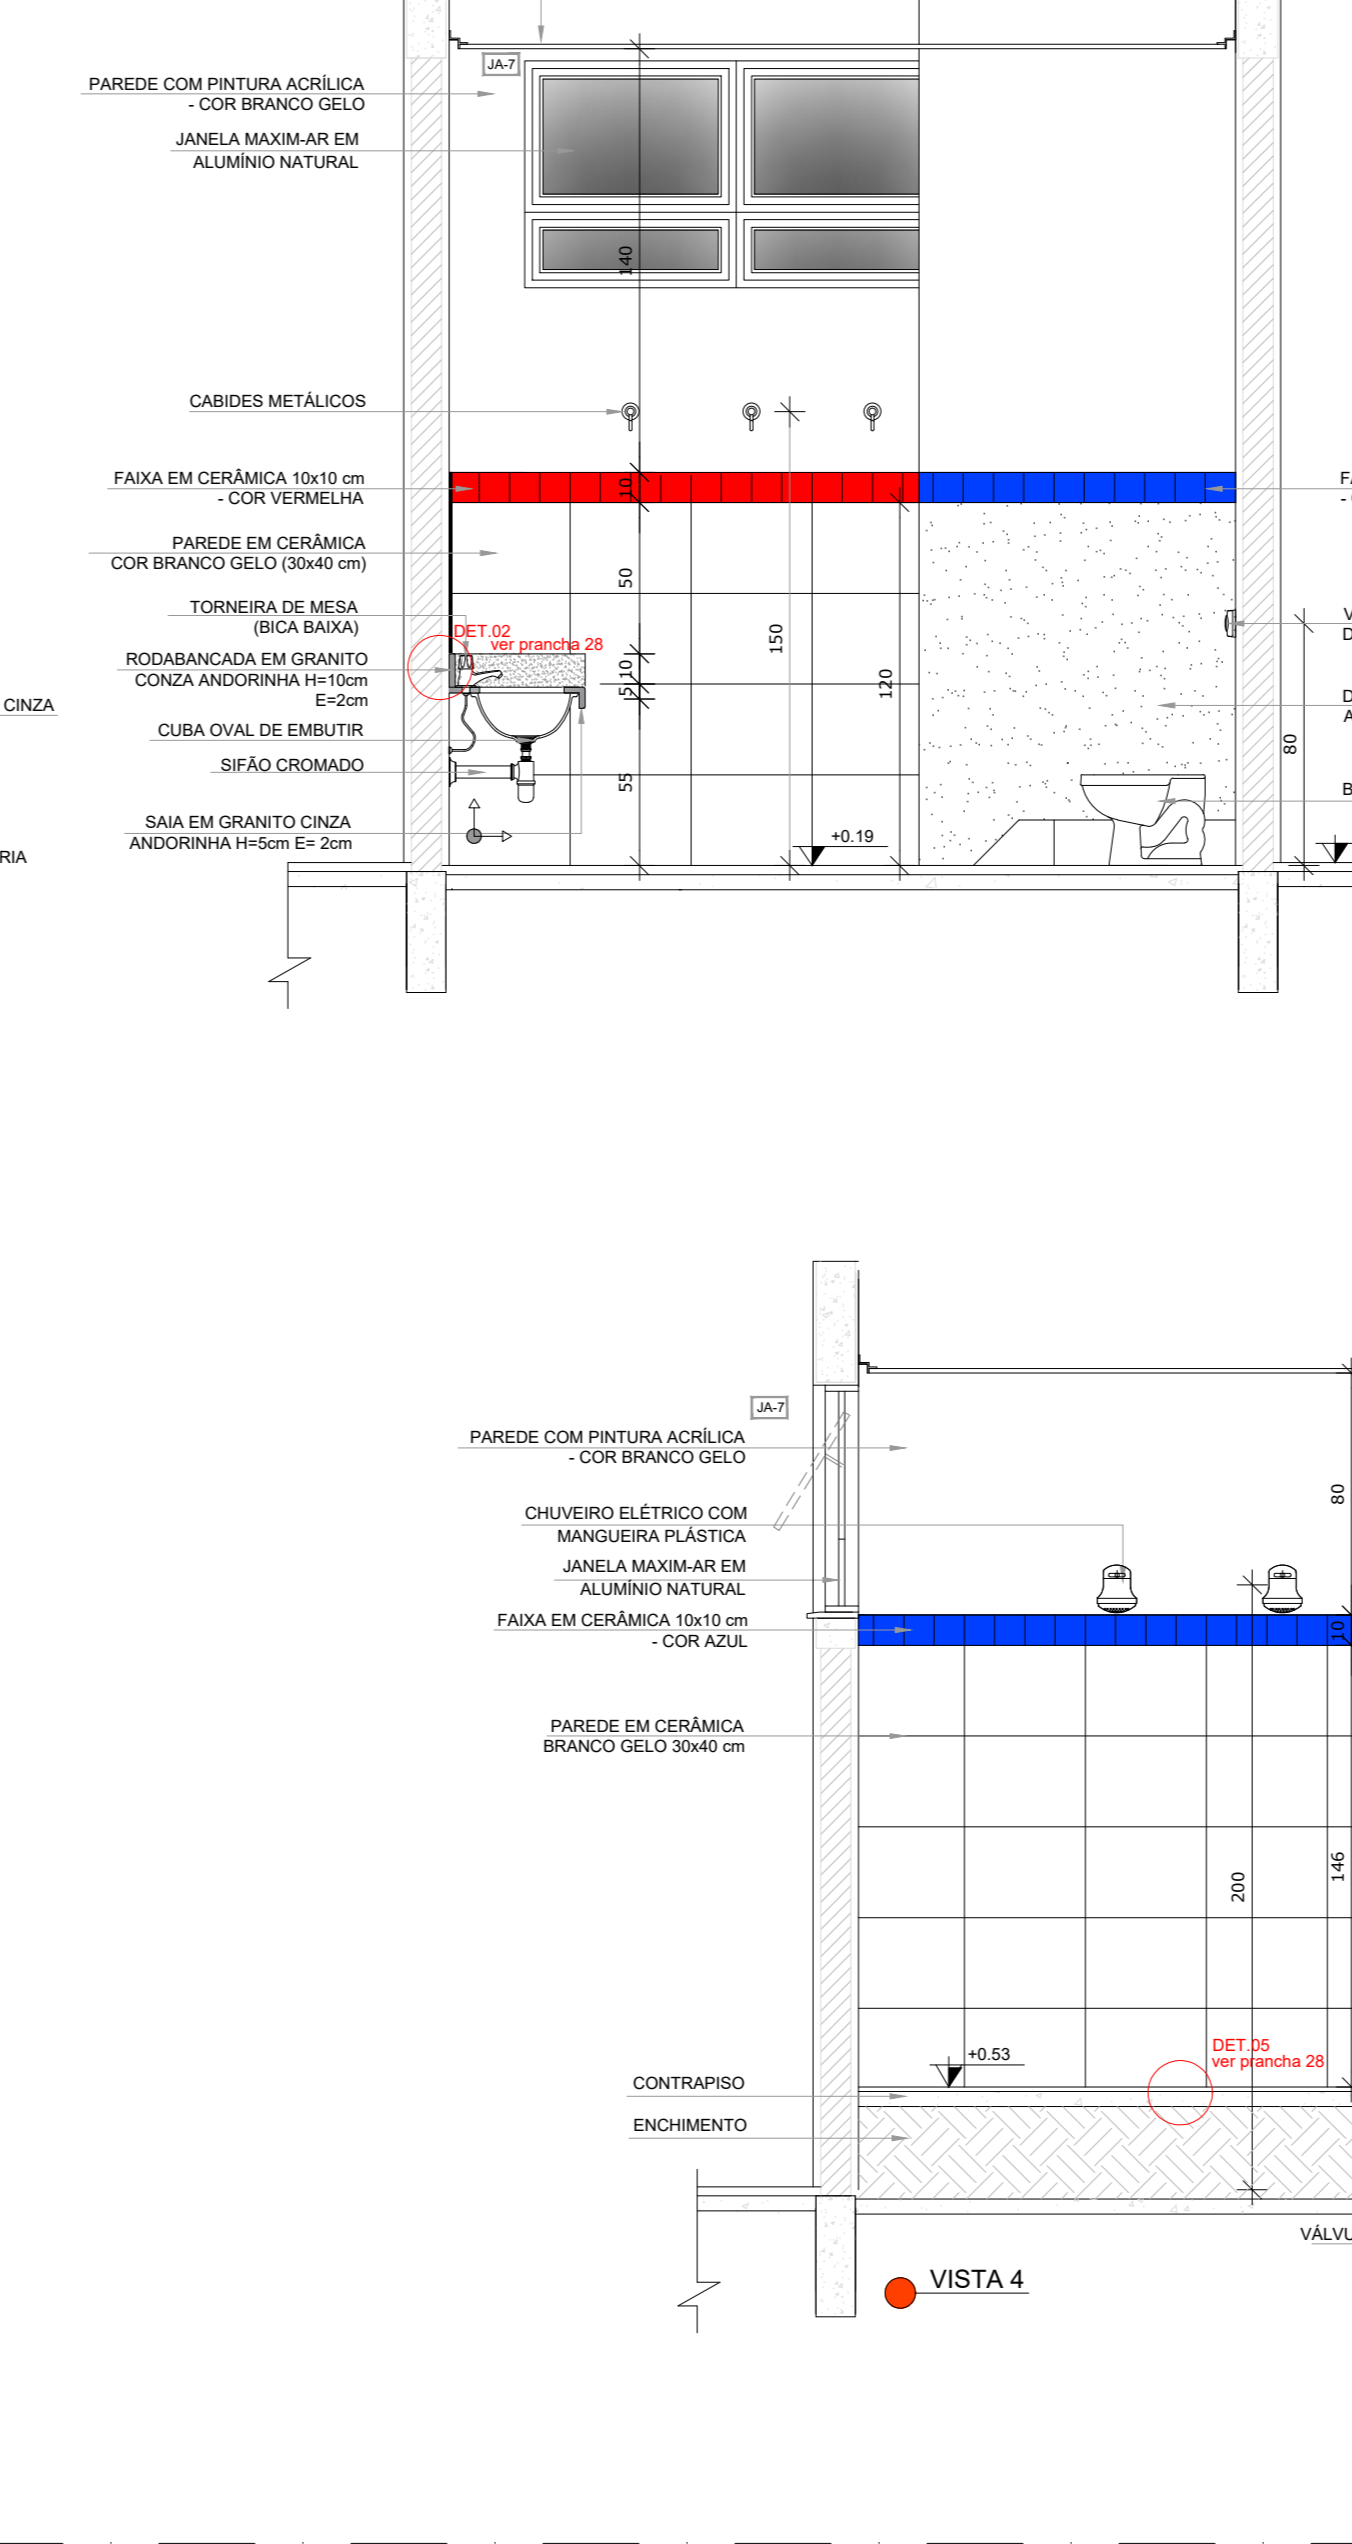 JA-7
PAREDE COM PINTURA ACRÍLICA
- COR BRANCO GELO
JANELA MAXIM-AR EM
ALUMÍNIO NATURAL
140
CABIDES METÁLICOS
FAIXA EM CERÂMICA 10x10 cm
- COR VERMELHA
10
FA
-
PAREDE EM CERÂMICA
COR BRANCO GELO (30x40 cm)
50
TORNEIRA DE MESA
(BICA BAIXA)
DET.02
ver prancha 28
150
120
V
D
RODABANCADA EM GRANITO
CONZA ANDORINHA H=10cm
E=2cm
10
5
CINZA
D
A
CUBA OVAL DE EMBUTIR
80
SIFÃO CROMADO
55
B
SAIA EM GRANITO CINZA
ANDORINHA H=5cm E= 2cm
+0.19
RIA
JA-7
PAREDE COM PINTURA ACRÍLICA
- COR BRANCO GELO
80
CHUVEIRO ELÉTRICO COM
MANGUEIRA PLÁSTICA
JANELA MAXIM-AR EM
ALUMÍNIO NATURAL
FAIXA EM CERÂMICA 10x10 cm
- COR AZUL
10
PAREDE EM CERÂMICA
BRANCO GELO 30x40 cm
200
146
+0.53
DET.05
ver prancha 28
CONTRAPISO
ENCHIMENTO
VÁLVU
VISTA 4